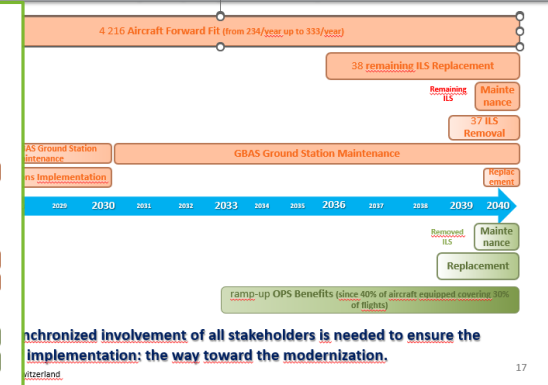 4 216 Aircraft Forward Fit (from 234/year up to 333/year)
38 remaining ILS Replacement
Remaining
ILS
Mainte
nance
37 ILS
Removal
AS Ground Station
intenance
GBAS Ground Station Maintenance
ns Implementation
Replac
ement
2029 2030 2031 2032 2033 2034 2035 2036 2037 2038 2039 2040
Removed
ILS
Mainte
nance
Replacement
ramp-up OPS Benefits (since 40% of aircraft equipped covering 30%
of flights)
nchronized involvement of all stakeholders is needed to ensure the
implementation: the way toward the modernization.
witzerland
17